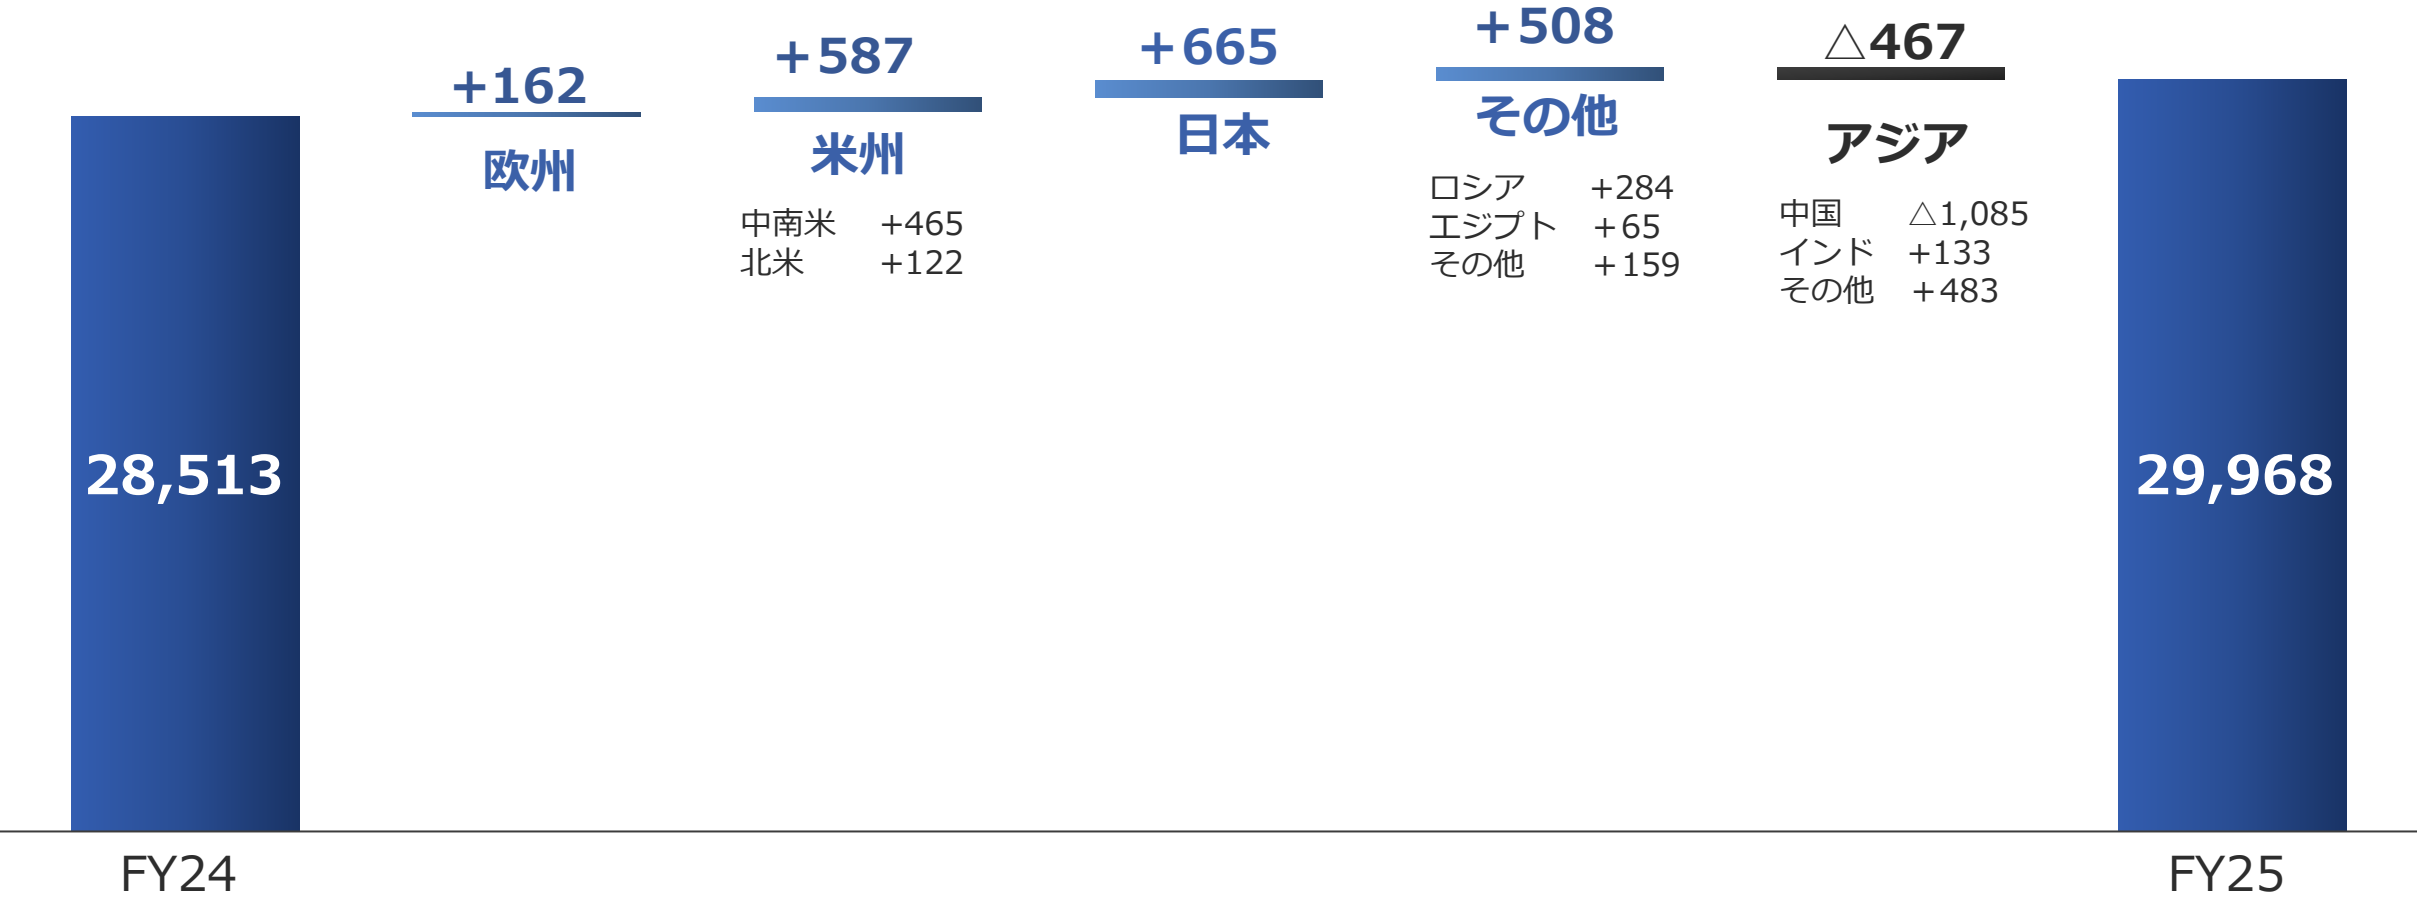 28,513
FY24
+162
欧州
+587
米州
中南米 +465
北米 +122
+665
日本
+508
その他
ロシア +284
エジプト +65
その他 +159
△467
アジア
中国 △1,085
インド +133
その他 +483
29,968
FY25